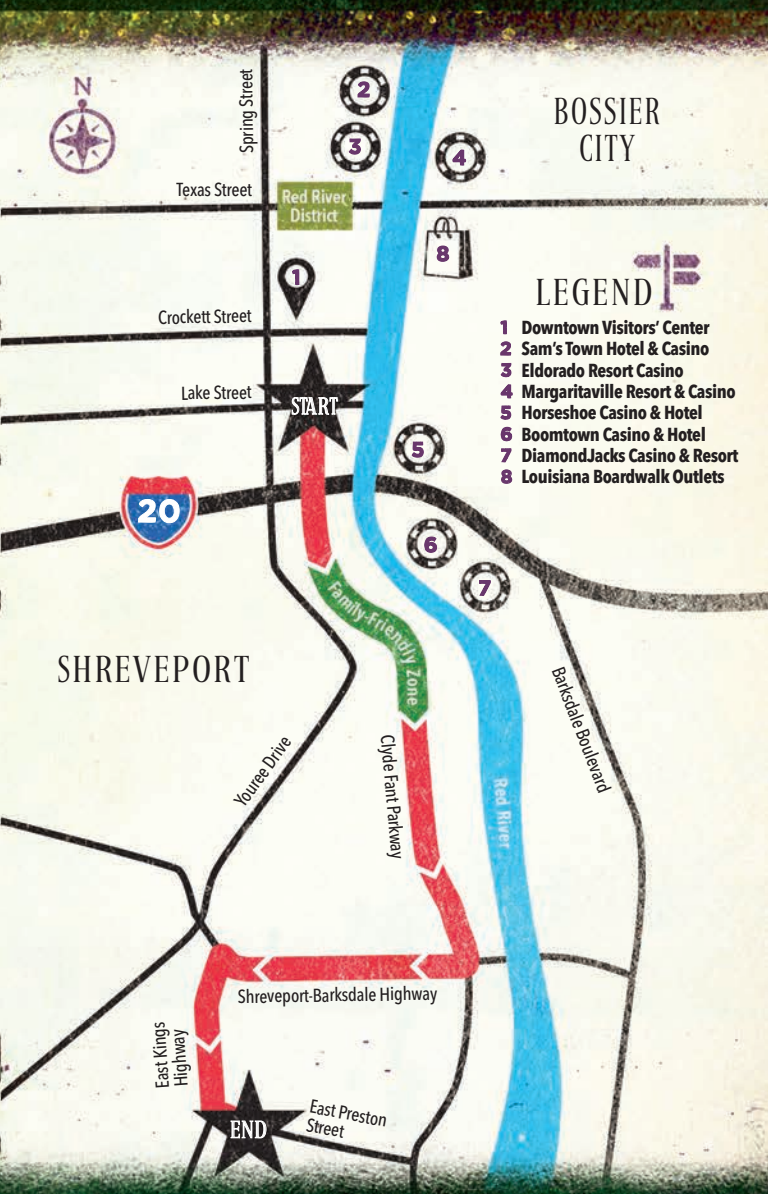 N
Spring Street
2
3
4
BOSSIER
CITY
Texas Street
Red River
District
8
1
LEGEND
Crockett Street
1 Downtown Visitors' Center
2 Sam's Town Hotel & Casino
3 Eldorado Resort Casino
4 Margaritaville Resort & Casino
5 Horseshoe Casino & Hotel
6 Boomtown Casino & Hotel
7 DiamondJacks Casino & Resort
8 Louisiana Boardwalk Outlets
Lake Street
START
5
20
6
7
Family-Friendly Zone
SHREVEPORT
Barksdale Boulevard
Youree Drive
Clyde Fant Parkway
Red River
Shreveport-Barksdale Highway
East Kings
Highway
East Preston
Street
END